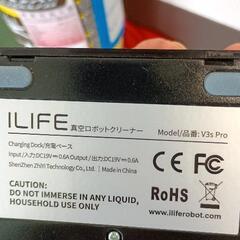 ILIFE 真空ロボットクリーナー Model/品番: V3s Pro
Charging Dock/充電ベース
Input/入力:DC19V⎓0.6A Output/出力:DC19V⎓0.6A
ShenZhen ZhiYi Technology Co.,Ltd.
CE FC
CAUTION:
DO NOT IMMERSE IN ANY LIQUID,
HOUSEHOLD USE ONLY
RoHS
www.iliferobot.com